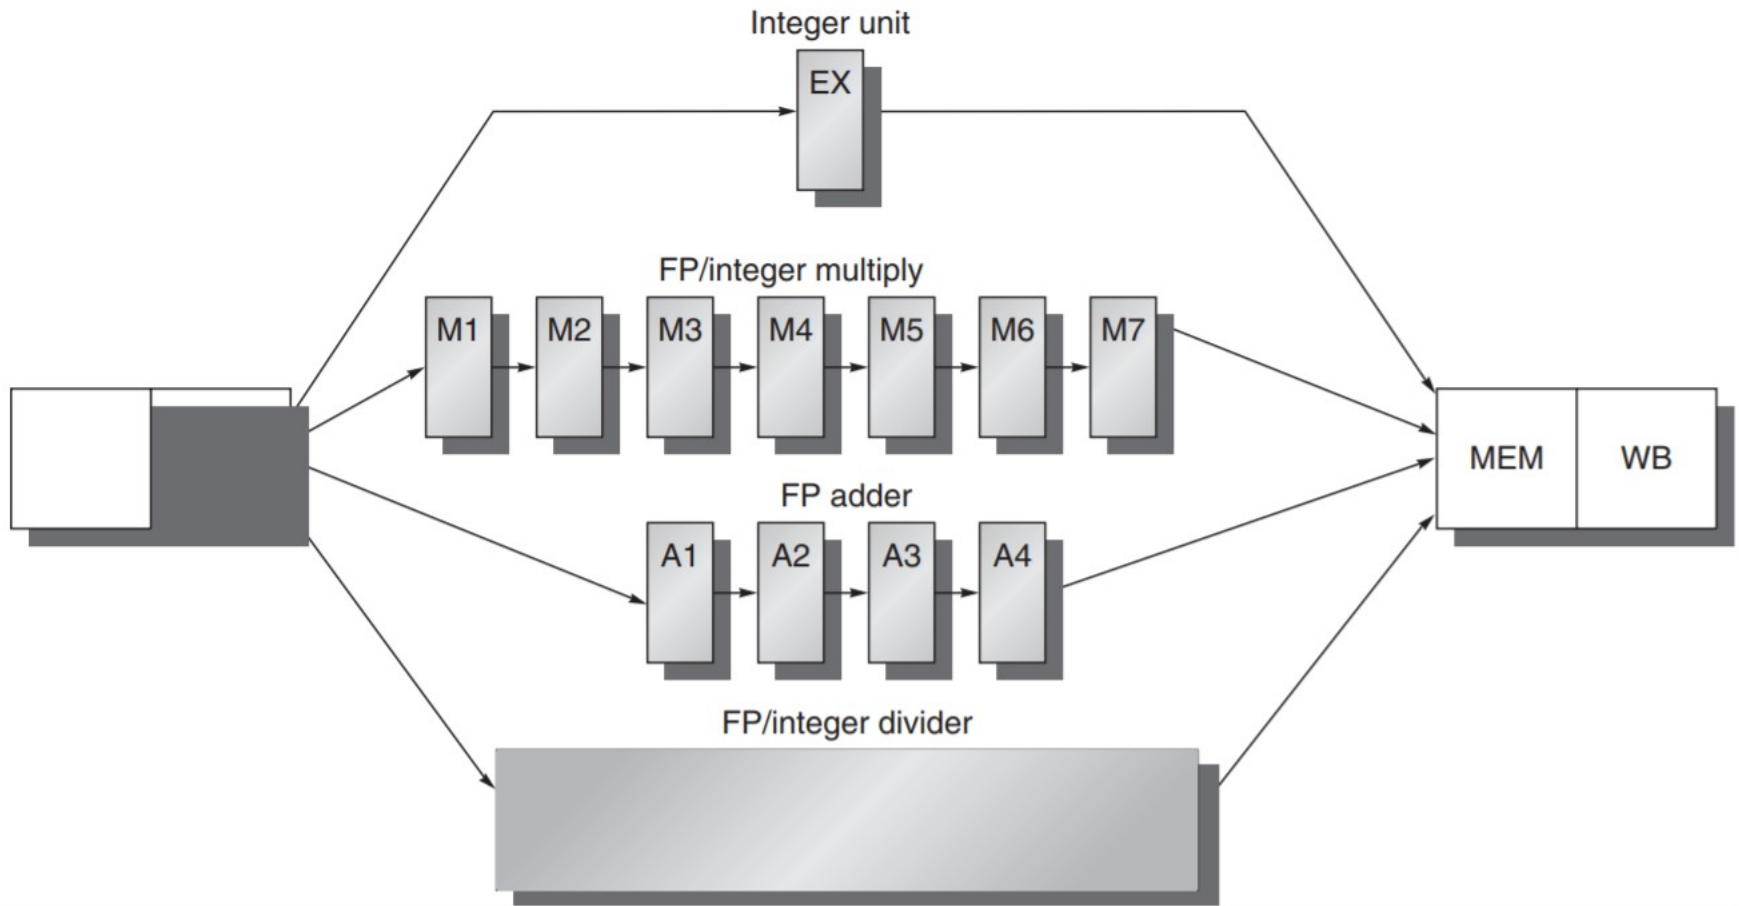 Integer unit
EX
FP/integer multiply
M1 M2 M3 M4 M5 M6 M7
MEM WB
FP adder
A1 A2 A3 A4
FP/integer divider